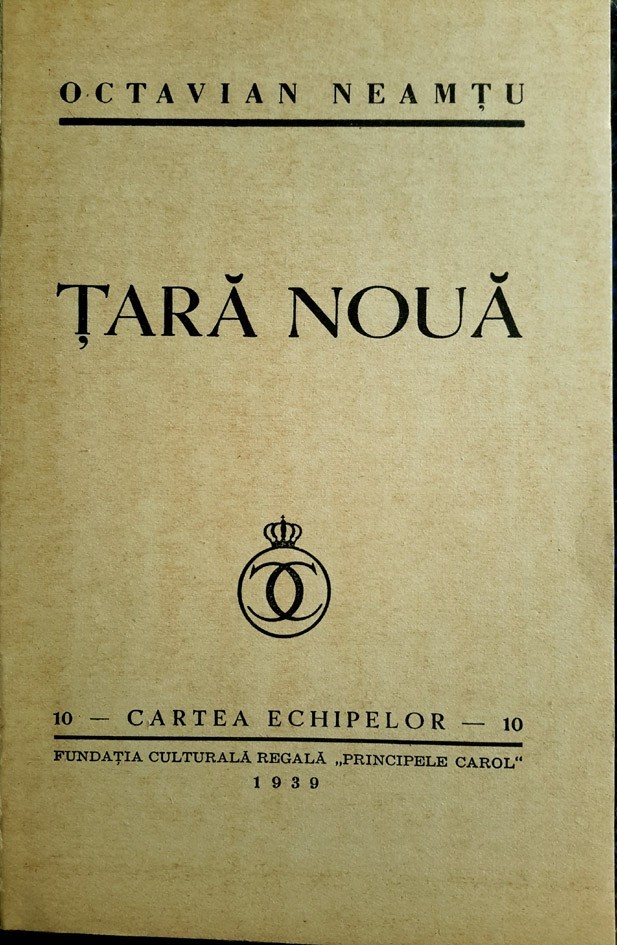 OCTAVIAN NEAMȚU
ȚARĂ NOUĂ
10 — CARTEA ECHIPELOR — 10
FUNDAȚIA CULTURALĂ REGALĂ „PRINCIPELE CAROL“
1939